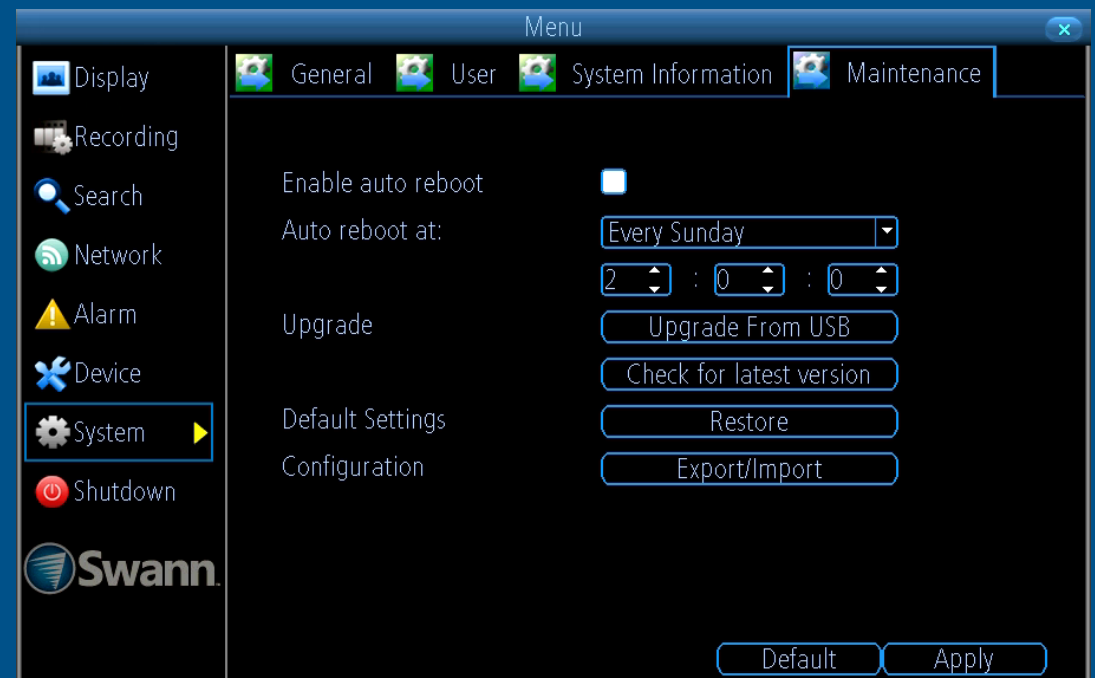 Menu
Display
Recording
Search
Network
Alarm
Device
System
Shutdown
Swann.
General User System Information Maintenance
Enable auto reboot
Auto reboot at: Every Sunday
2 : 0 : 0
Upgrade Upgrade From USB
Check for latest version
Default Settings Restore
Configuration Export/Import
Default Apply